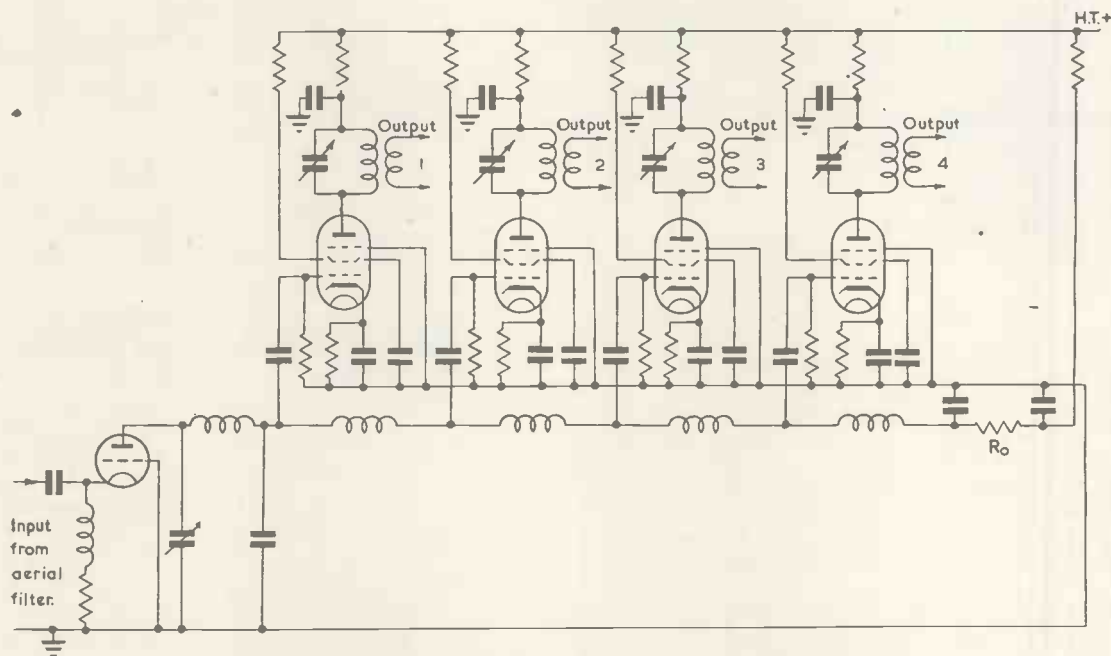 H.T.+
Output
1
Output
2
Output
3
Output
4
Ro
Input
from
aerial
filter.